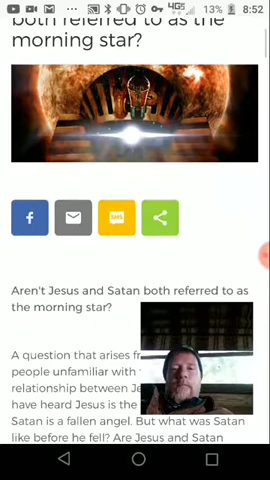 4G
13%
8:52
both referred to as the
morning star?
SMS
Aren't Jesus and Satan both referred to as
the morning star?
A question that arises fr
people unfamiliar with
relationship between Je
have heard Jesus is the
Satan is a fallen angel. But what was Satan
like before he fell? Are Jesus and Satan